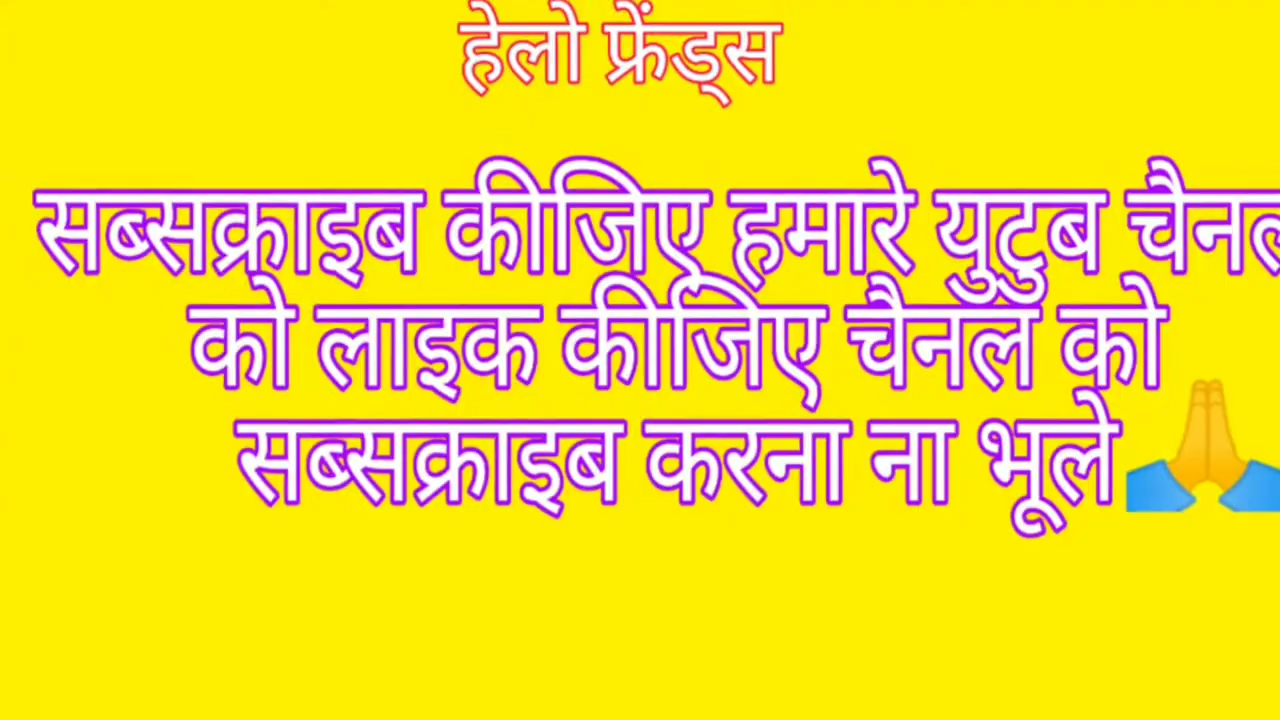 हेलो फ्रेंड्स
सब्सक्राइब कीजिए हमारे युटुब चैनल
को लाइक कीजिए चैनल को
सब्सक्राइब करना ना भूले🙏